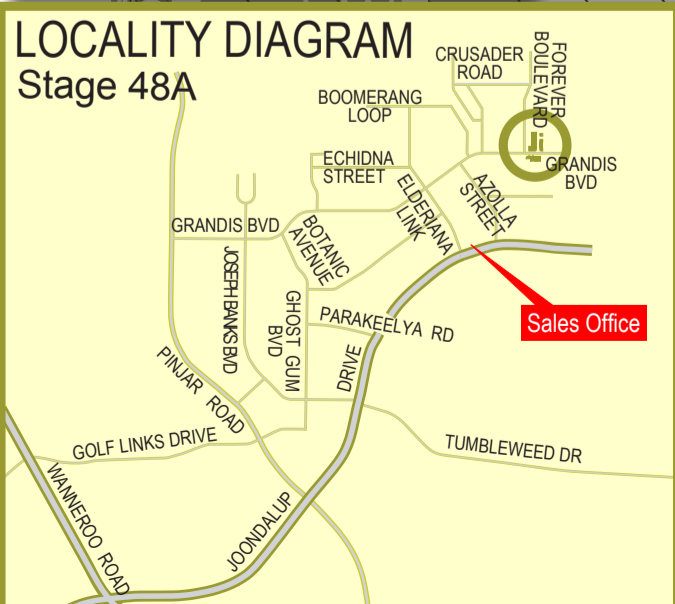 LOCALITY DIAGRAM
Stage 48A
CRUSADER
ROAD
FOREVER
BOULEVARD
BOOMERANG
LOOP
ECHIDNA
STREET
GRANDIS
BVD
AZOLLA
STREET
ELDERIANA
LINK
GRANDIS BVD
BOTANIC
AVENUE
JOSEPH BANKS BVD
GHOST GUM
BVD
PARAKEELYA RD
Sales Office
PINJAR ROAD
DRIVE
GOLF LINKS DRIVE
TUMBLEWEED DR
WANNEROO ROAD
JOONDALUP